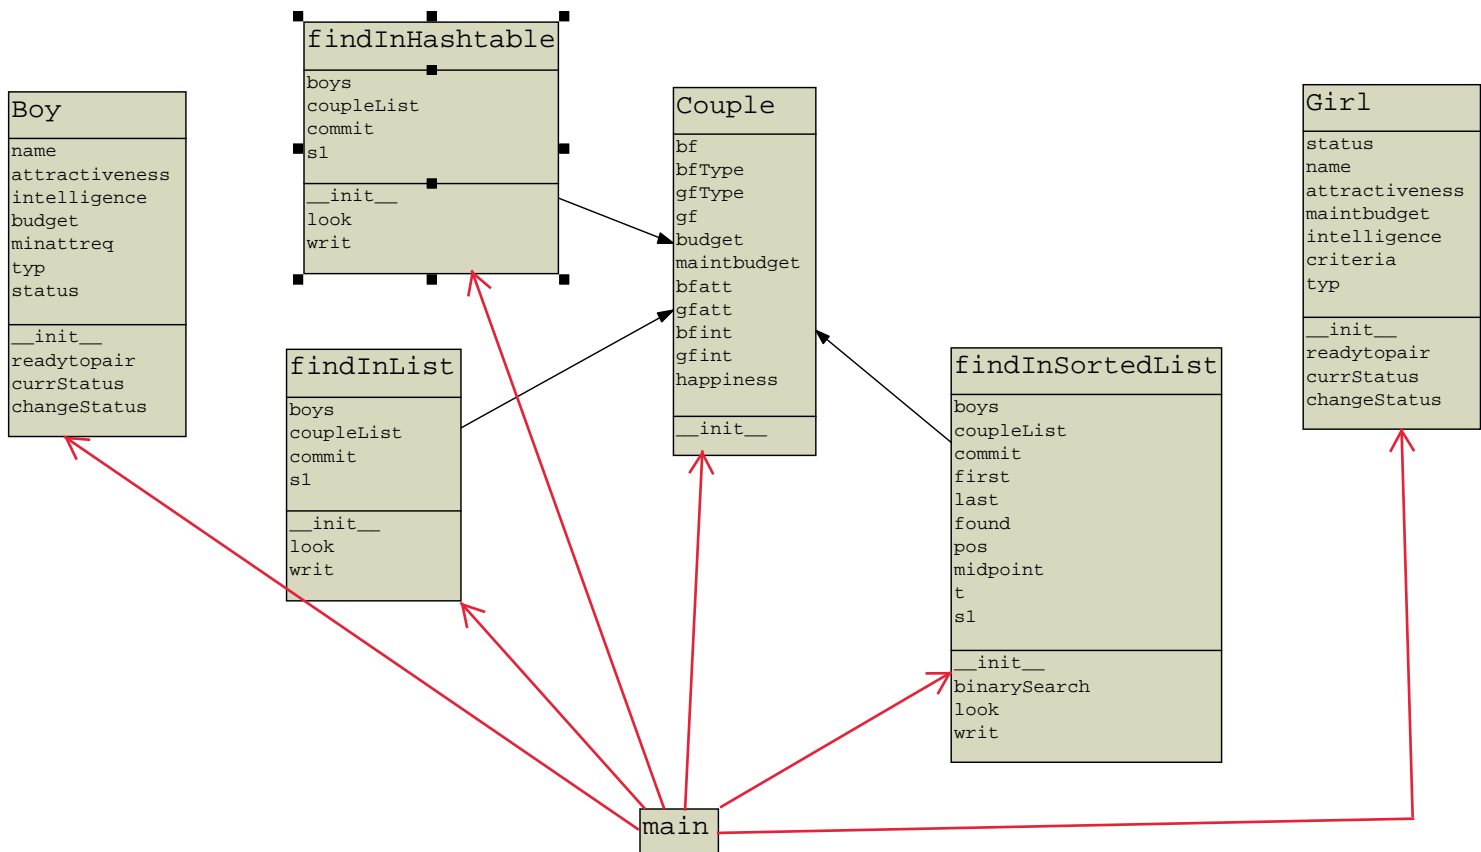 findInHashtable
boys
coupleList
commit
s1
__init__
look
writ
Boy
name
attractiveness
intelligence
budget
minattreq
typ
status
__init__
readytopair
currStatus
changeStatus
Couple
bf
bfType
gfType
gf
budget
maintbudget
bfatt
gfatt
bfint
gfint
happiness
__init__
Girl
status
name
attractiveness
maintbudget
intelligence
criteria
typ
__init__
readytopair
currStatus
changeStatus
findInList
boys
coupleList
commit
s1
__init__
look
writ
findInSortedList
boys
coupleList
commit
first
last
found
pos
midpoint
t
s1
__init__
binarySearch
look
writ
main